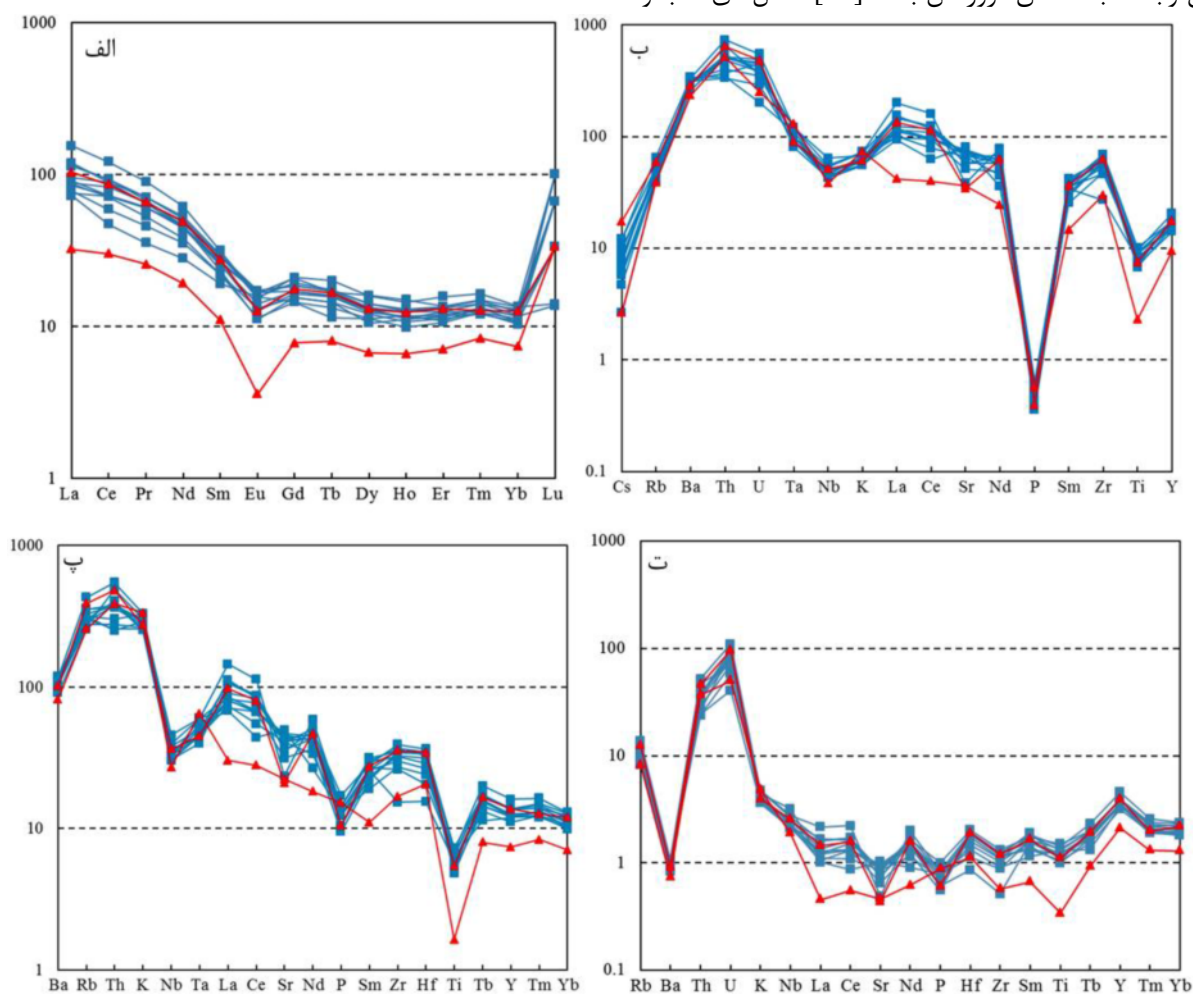 1000
الف
100
10
1
La Ce Pr Nd Sm Eu Gd Tb Dy Ho Er Tm Yb Lu
1000
ب
100
10
1
0.1
Cs Rb Ba Th U Ta Nb K La Ce Sr Nd P Sm Zr Ti Y
1000
پ
100
10
1
Ba Rb Th K Nb Ta La Ce Sr Nd P Sm Zr Hf Ti Tb Y Tm Yb
1000
ت
100
10
1
0.1
Rb Ba Th U K Nb La Ce Sr Nd P Hf Zr Sm Ti Tb Y Tm Yb